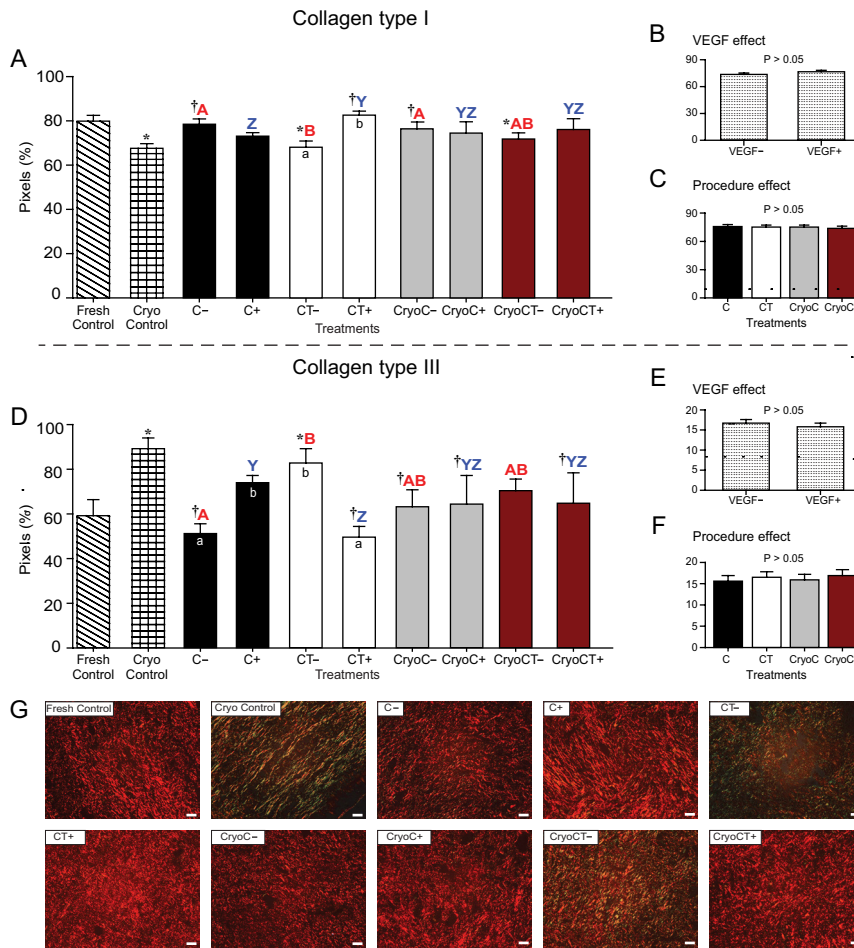 Collagen type I
A
Pixels (%)
100
80
60
40
20
0
*
†A
Z
*B
†Y
†A
YZ
*AB
YZ
a
b
Fresh Control
Cryo Control
C−
C+
CT−
CT+
CryoC−
CryoC+
CryoCT−
CryoCT+
Treatments
B
VEGF effect
P > 0.05
90
60
30
0
VEGF−
VEGF+
C
Procedure effect
P > 0.05
90
60
30
0
C
CT
CryoC
CryoC
Treatments
Collagen type III
D
Pixels (%)
100
80
60
40
20
0
*
†A
Y
*B
†Z
†AB
†YZ
AB
†YZ
a
b
b
a
Fresh Control
Cryo Control
C−
C+
CT−
CT+
CryoC−
CryoC+
CryoCT−
CryoCT+
Treatments
E
VEGF effect
P > 0.05
20
15
10
5
0
VEGF−
VEGF+
F
Procedure effect
P > 0.05
20
15
10
5
0
C
CT
CryoC
CryoC
Treatments
G
Fresh Control
Cryo Control
C−
C+
CT−
CT+
CryoC−
CryoC+
CryoCT−
CryoCT+